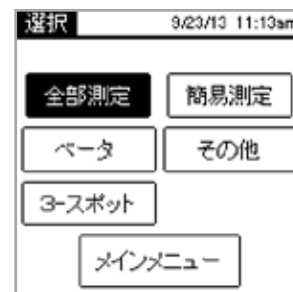 選択 9/23/13 11:13am
全部測定 簡易測定
ベータ その他
3-スポット
メインメニュー